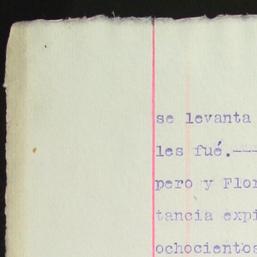 se levanta
les fué.---
pero y Flor
tancia expi
ochocientos